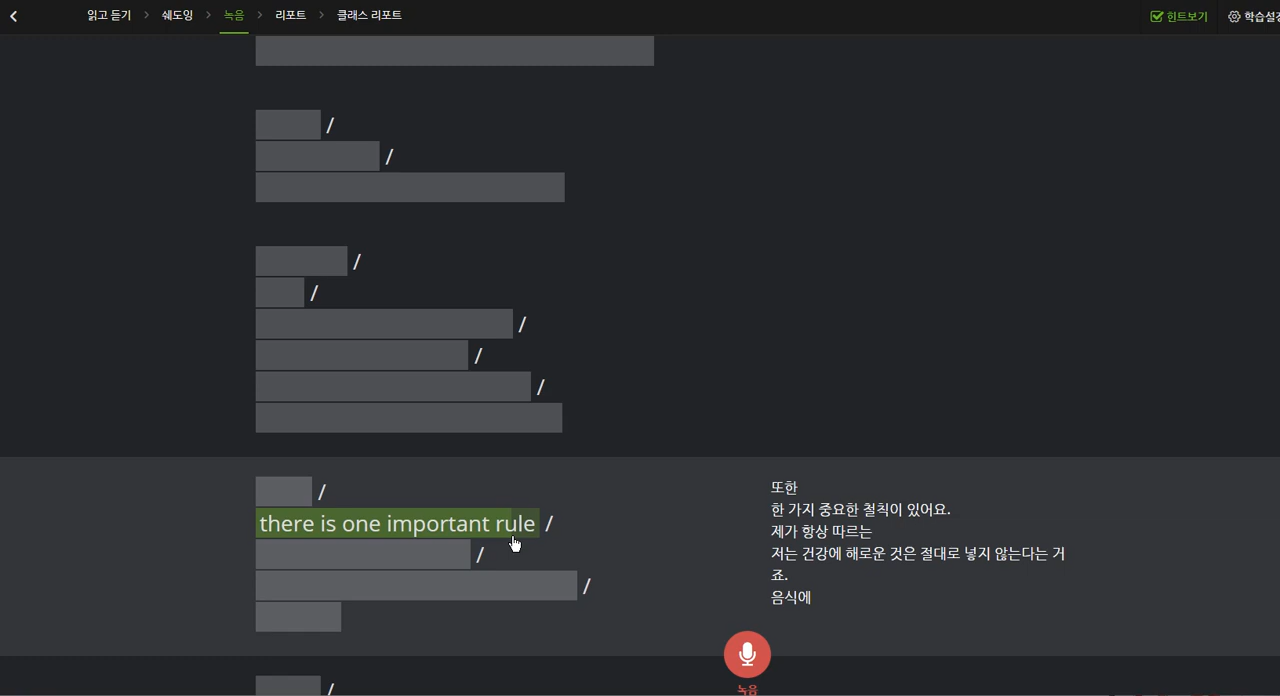 읽고 듣기 > 쉐도잉 > 녹음 > 리포트 > 클래스 리포트
힌트보기
학습설정
/
/
/
/
/
/
/
/
there is one important rule /
/
/
또한
한 가지 중요한 철칙이 있어요.
제가 항상 따르는
저는 건강에 해로운 것은 절대로 넣지 않는다는 거
죠.
음식에
/
녹음